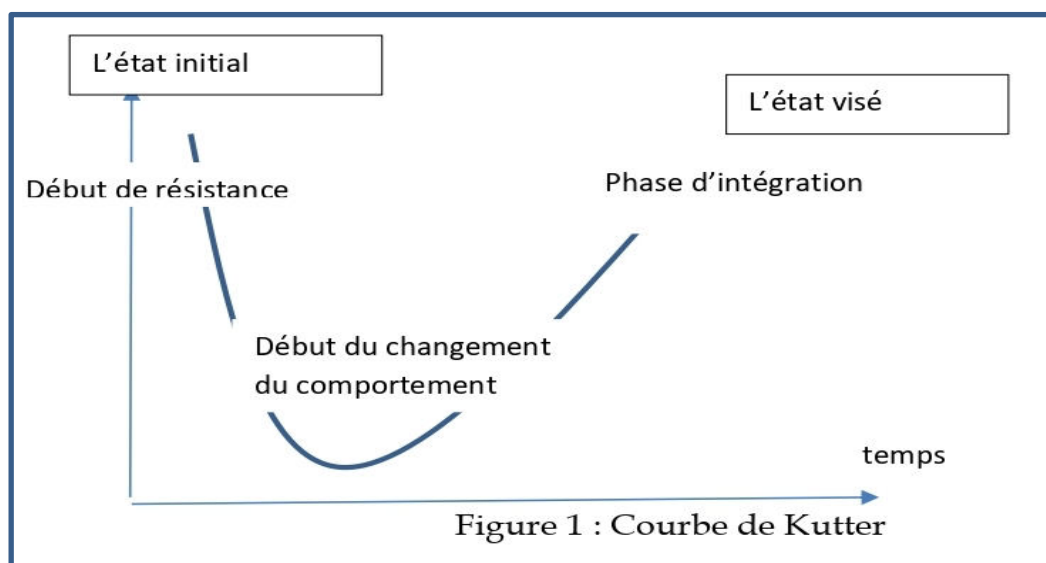 L’état initial
L’état visé
Début de résistance
Phase d’intégration
Début du changement
du comportement
temps
Figure 1 : Courbe de Kutter